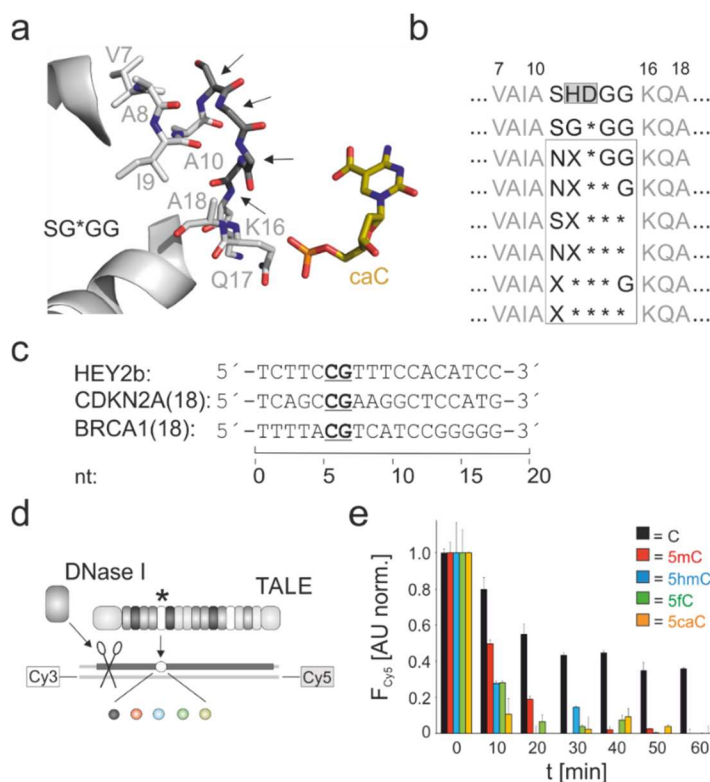 a
V7
A8
A10
I9
A18
K16
SG*GG
Q17
caC
b
7 10 16 18
... VAIA SHDGG KQA ...
... VAIA SG*GG KQA ...
... VAIA NX*GG KQA ...
... VAIA NX**G KQA ...
... VAIA SX*** KQA ...
... VAIA NX*** KQA ...
... VAIA X***G KQA ...
... VAIA X**** KQA ...
c
HEY2b: 5´-TCTTCCGTTTCCACATCC-3´
CDKN2A(18): 5´-TCAGCCGAAGGCTCCATG-3´
BRCA1(18): 5´-TTTTACGTCATCCGGGGG-3´
nt: 0 5 10 15 20
d
DNase I
TALE
*
Cy3
Cy5
e
= C
= 5mC
= 5hmC
= 5fC
= 5caC
FCy5 [AU norm.]
1.0
0.8
0.6
0.4
0.2
0
0 10 20 30 40 50 60
t [min]